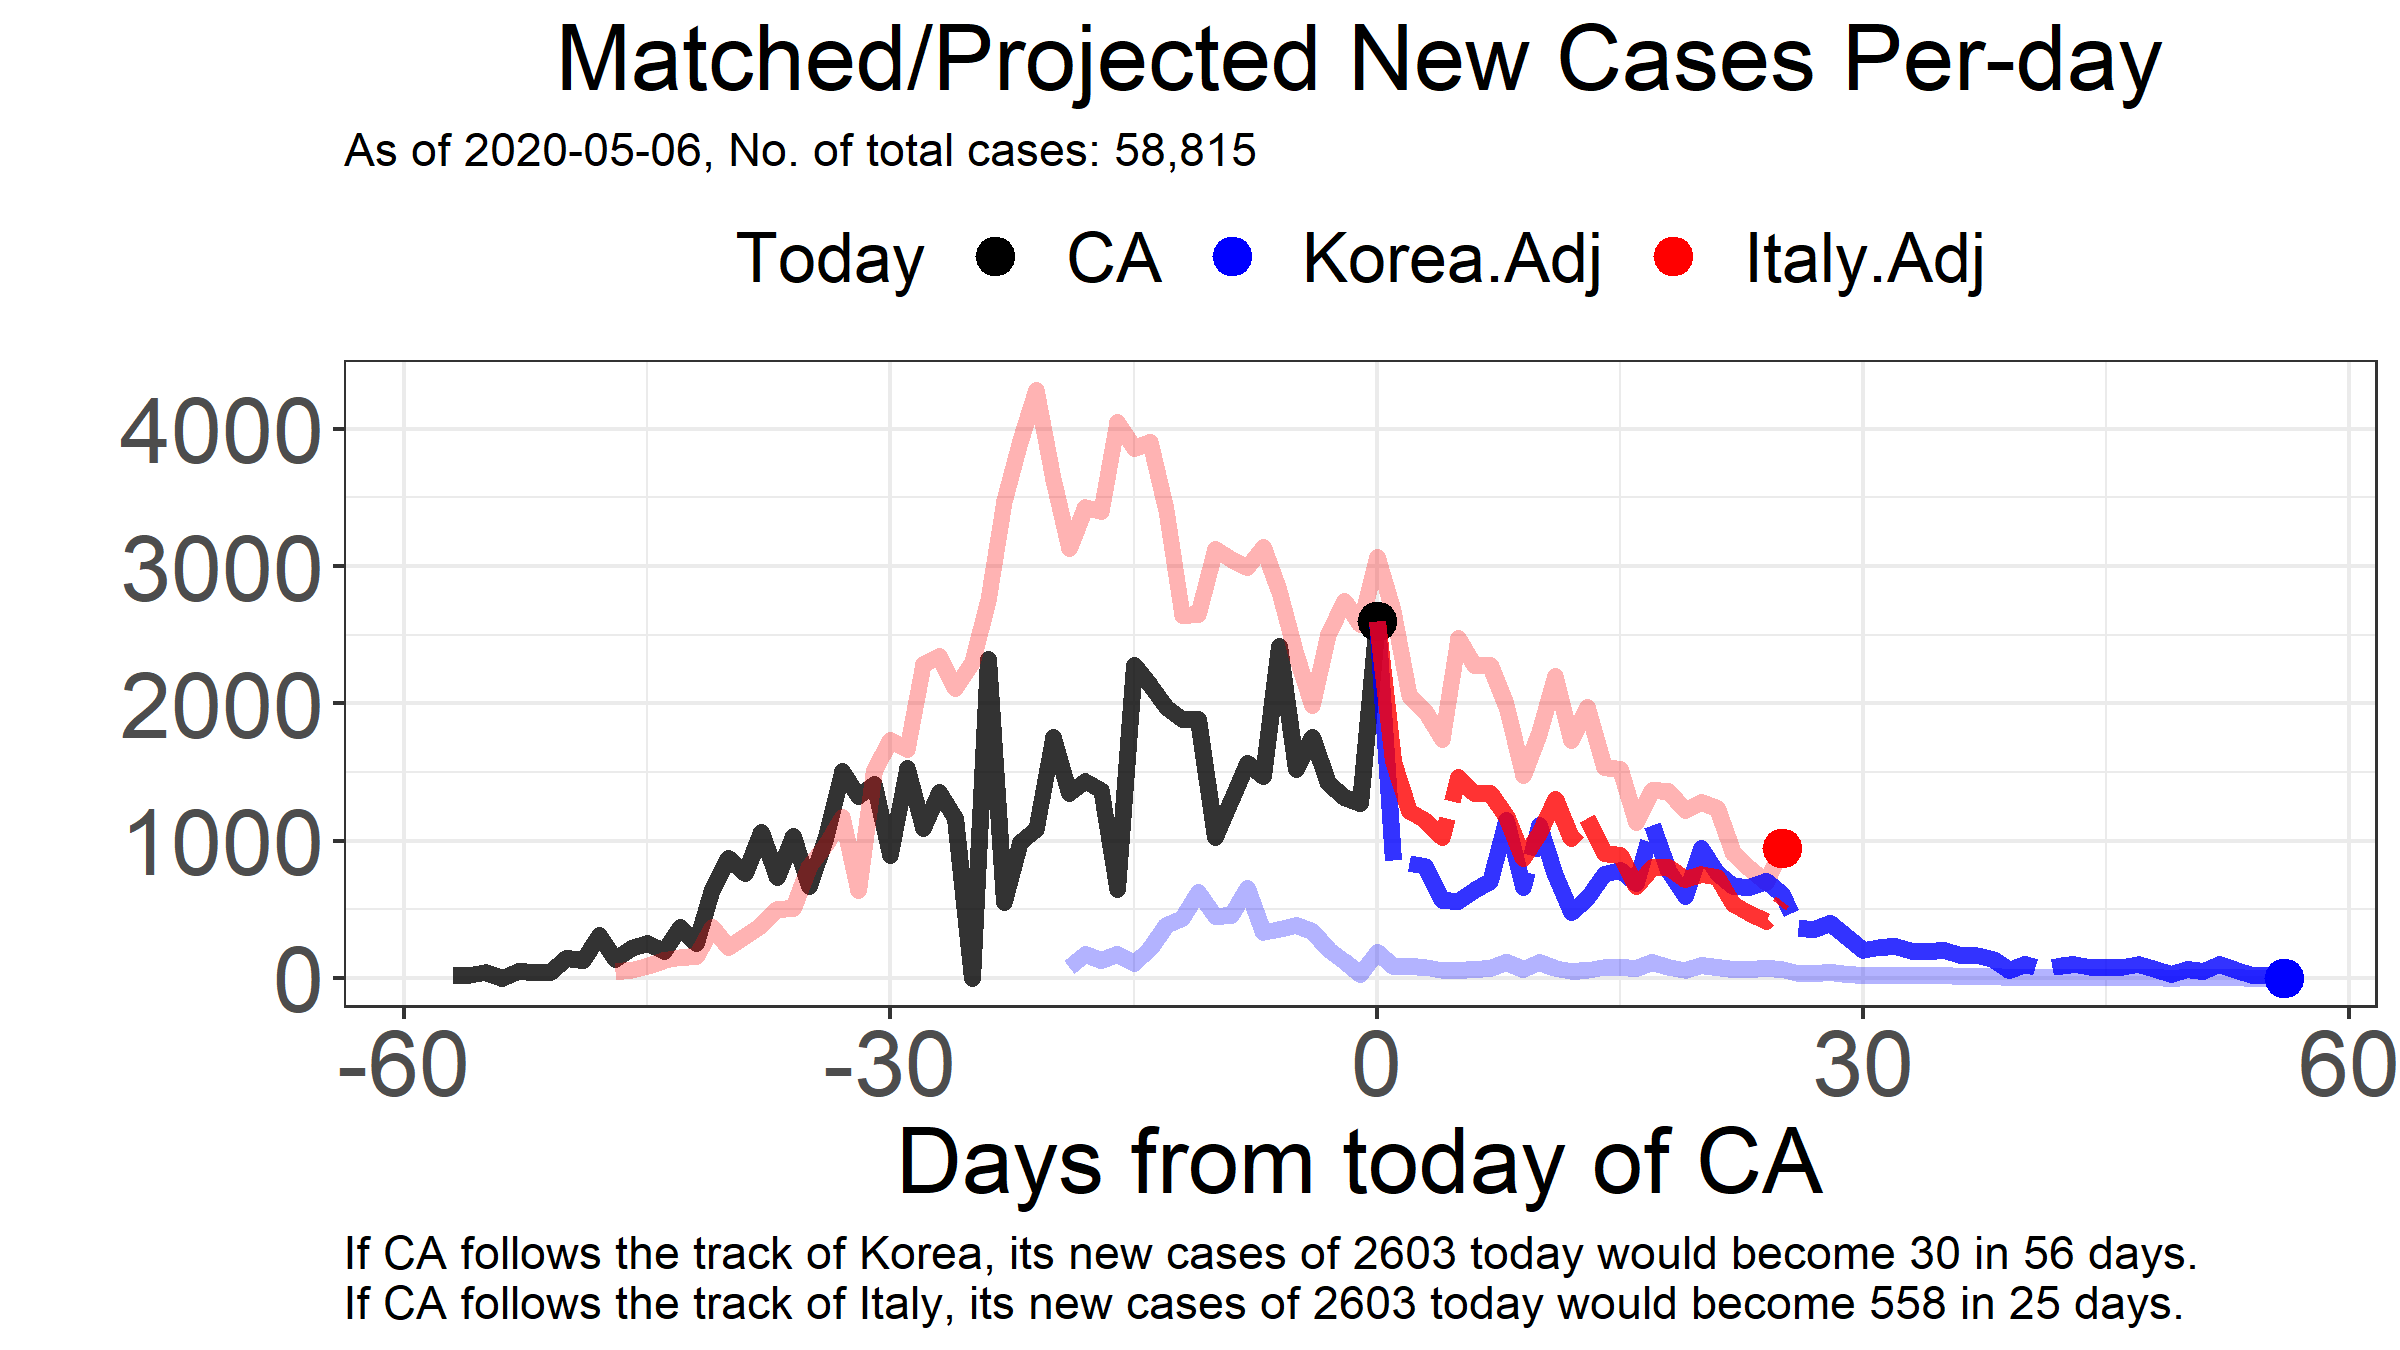 Matched/Projected New Cases Per-day
As of 2020-05-06, No. of total cases: 58,815
Today CA Korea.Adj Italy.Adj
4000
3000
2000
1000
0
-60 -30 0 30 60
Days from today of CA
If CA follows the track of Korea, its new cases of 2603 today would become 30 in 56 days.
If CA follows the track of Italy, its new cases of 2603 today would become 558 in 25 days.